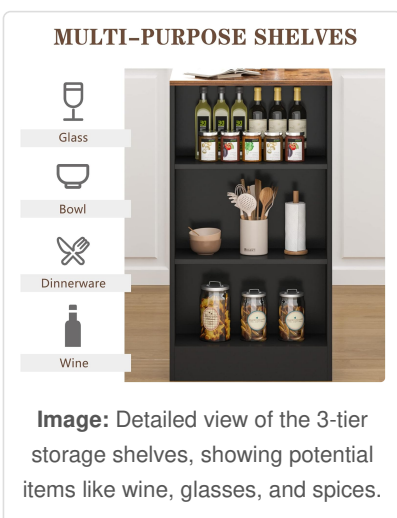 MULTI-PURPOSE SHELVES
Glass
Bowl
Dinnerware
Wine
Image: Detailed view of the 3-tier
storage shelves, showing potential
items like wine, glasses, and spices.